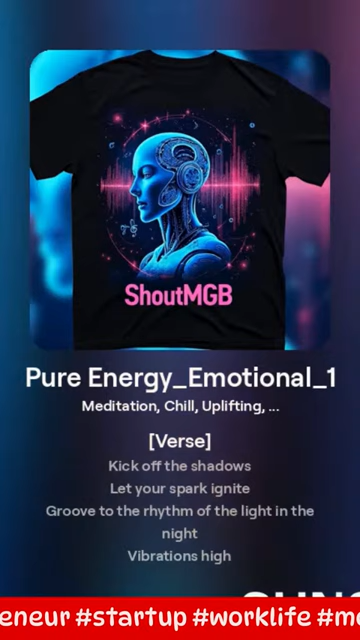 ShoutMGB
Pure Energy_Emotional_1
Meditation, Chill, Uplifting, ...
[Verse]
Kick off the shadows
Let your spark ignite
Groove to the rhythm of the light in the
night
Vibrations high
#startup #worklife